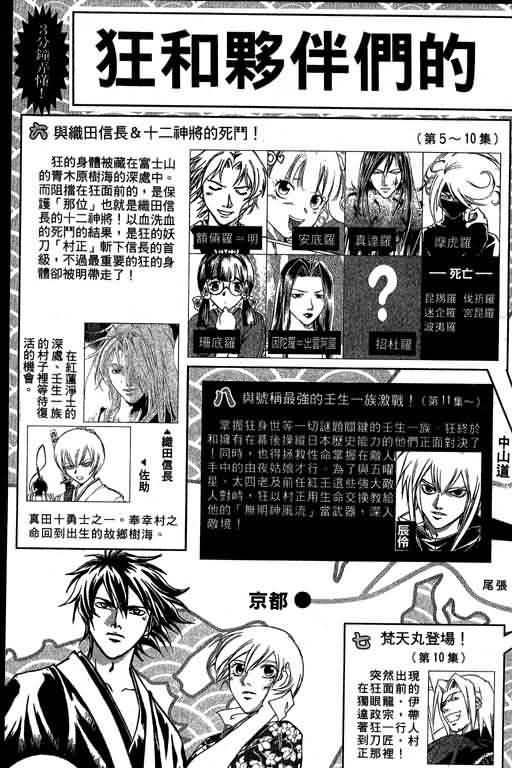 3分鐘弄懂！
狂和夥伴們的
六 與織田信長＆十二神將的死鬥！
（第5～10集）
狂的身體被藏在富士山
的青木原樹海的深處中。
而阻擋在狂面前的，是保
護「那位」也就是織田信
長的十二神將！以血洗血
的死鬥的結果，是狂的妖
刀「村正」斬下信長的首
級，不過最重要的狂的身
體卻被明帶走了！
額儞羅＝明
安底羅
真達羅
摩虎羅
珊底羅
因陀羅＝出雲阿國
？
招杜羅
—死亡—
昆羯羅 伐折羅
迷企羅 宮昆羅
波夷羅
在紅蓮淨土的
深處、壬生一族
的村子裡等待復
活的機會。
▲織田信長
佐助
真田十勇士之一。奉幸村之
命回到出生的故鄉樹海。
八 與號稱最強的壬生一族激戰！（第11集～）
掌握狂身世等一切謎題關鍵的壬生一族。狂終於
和擁有在幕後操縱日本歷史能力的他們正面對決了
！同時，也得拯救性命掌握在敵人
手中的由夜姑娘才行。為了與五曜
星、太四老及前任紅王這些強大敵
人對峙，狂以村正用生命交換教給
他的「無明神風流」當武器，深入
敵境！
辰伶
中山道
尾張
京都
七 梵天丸登場！
（第10集）
突然出現
在狂面前的
獨眼龍·伊
達政宗，帶
著狂一行人
到刀匠·村
正那裡！